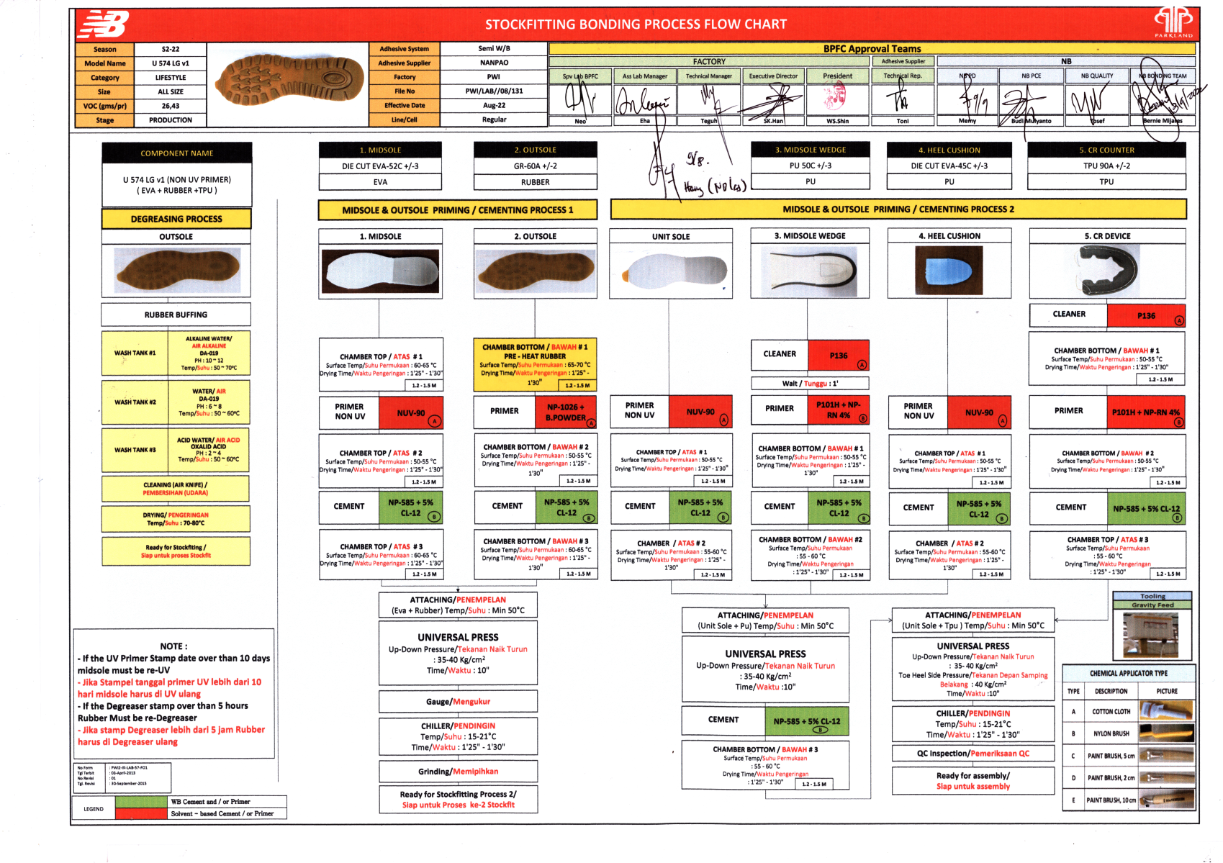 NB
STOCKFITTING BONDING PROCESS FLOW CHART
PARKLAND
Season S2-22
Model Name U 574 LG v1
Category LIFESTYLE
Size ALL SIZE
VOC (gms/pr) 26,43
Stage PRODUCTION
Adhesive System Semi W/B
Adhesive Supplier NANPAO
Factory PWI
File No PWI/LAB//08/131
Effective Date Aug-22
Line/Cell Regular
BPFC Approval Teams
FACTORY Adhesive Supplier NB
Spv Lab BPFC Ass Lab Manager Technical Manager Executive Director President Technical Rep. NB PCE NB QUALITY NB BONDING TEAM
Neo Eha Teguh SK.Han WS.Shin Toni Memy Budi Mulyanto Yosef Bernie Mijares
COMPONENT NAME
U 574 LG v1 (NON UV PRIMER)
( EVA + RUBBER +TPU )
1. MIDSOLE
DIE CUT EVA-52C +/-3
EVA
2. OUTSOLE
GR-60A +/-2
RUBBER
3. MIDSOLE WEDGE
PU 50C +/-3
PU
4. HEEL CUSHION
DIE CUT EVA-45C +/-3
PU
5. CR COUNTER
TPU 90A +/-2
TPU
DEGREASING PROCESS
OUTSOLE
RUBBER BUFFING
WASH TANK #1
ALKALINE WATER/
AIR ALKALINE
DA-019
PH : 10 ~ 12
Temp/Suhu : 50 ~ 70ºC
WASH TANK #2
WATER/ AIR
DA-019
PH : 6 ~ 8
Temp/Suhu : 50 ~ 60ºC
WASH TANK #3
ACID WATER/ AIR ACID
OXALID ACID
PH : 2 ~ 4
Temp/Suhu : 50 ~ 60ºC
CLEANING (AIR KNIFE) /
PEMBERSIHAN (UDARA)
DRYING/ PENGERINGAN
Temp/Suhu : 70-80ºC
Ready for Stockfitting /
Siap untuk proses Stockfit
MIDSOLE & OUTSOLE PRIMING / CEMENTING PROCESS 1
1. MIDSOLE
CHAMBER TOP / ATAS # 1
Surface Temp/Suhu Permukaan : 60-65 °C
Drying Time/Waktu Pengeringan : 1'25" - 1'30"
1.2 - 1.5 M
PRIMER
NON UV
NUV-90
A
CHAMBER TOP / ATAS # 2
Surface Temp/Suhu Permukaan : 50-55 °C
Drying Time/Waktu Pengeringan : 1'25" - 1'30"
1.2 - 1.5 M
CEMENT
NP-585 + 5%
CL-12
B
CHAMBER TOP / ATAS # 3
Surface Temp/Suhu Permukaan : 60-65 °C
Drying Time/Waktu Pengeringan : 1'25" - 1'30"
1.2 - 1.5 M
2. OUTSOLE
CHAMBER BOTTOM / BAWAH # 1
PRE - HEAT RUBBER
Surface Temp/Suhu Permukaan : 65-70 °C
Drying Time/Waktu Pengeringan : 1'25" -
1'30"
1.2 - 1.5 M
PRIMER
NP-1026 +
B.POWDER
A
CHAMBER BOTTOM / BAWAH # 2
Surface Temp/Suhu Permukaan : 50-55 °C
Drying Time/Waktu Pengeringan : 1'25" -
1'30"
1.2 - 1.5 M
CEMENT
NP-585 + 5%
CL-12
B
CHAMBER BOTTOM / BAWAH # 3
Surface Temp/Suhu Permukaan : 60-65 °C
Drying Time/Waktu Pengeringan : 1'25" -
1'30"
1.2 - 1.5 M
ATTACHING/PENEMPELAN
(Eva + Rubber) Temp/Suhu : Min 50°C
UNIVERSAL PRESS
Up-Down Pressure/Tekanan Naik Turun
: 35-40 Kg/cm²
Time/Waktu : 10"
Gauge/Mengukur
CHILLER/PENDINGIN
Temp/Suhu : 15-21°C
Time/Waktu : 1'25" - 1'30"
Grinding/Memipihkan
Ready for Stockfitting Process 2/
Siap untuk Proses ke-2 Stockfit
MIDSOLE & OUTSOLE PRIMING / CEMENTING PROCESS 2
UNIT SOLE
PRIMER
NON UV
NUV-90
A
CHAMBER TOP / ATAS # 1
Surface Temp/Suhu Permukaan : 50-55 °C
Drying Time/Waktu Pengeringan : 1'25" - 1'30"
1.2 - 1.5 M
CEMENT
NP-585 + 5%
CL-12
B
CHAMBER / ATAS # 2
Surface Temp/Suhu Permukaan : 55-60 °C
Drying Time/Waktu Pengeringan : 1'25" - 1'30"
1.2 - 1.5 M
3. MIDSOLE WEDGE
CLEANER
P136
A
Wait / Tunggu : 1'
PRIMER
P101H + NP-
RN 4%
B
CHAMBER BOTTOM / BAWAH # 1
Surface Temp/Suhu Permukaan : 50-55 °C
Drying Time/Waktu Pengeringan : 1'25" -
1'30"
1.2 - 1.5 M
CEMENT
NP-585 + 5%
CL-12
B
CHAMBER BOTTOM / BAWAH #2
Surface Temp/Suhu Permukaan
: 55 - 60 °C
Drying Time/Waktu Pengeringan
: 1'25" - 1'30"
1.2 - 1.5 M
4. HEEL CUSHION
PRIMER
NON UV
NUV-90
A
CHAMBER TOP / ATAS # 1
Surface Temp/Suhu Permukaan : 50-55 °C
Drying Time/Waktu Pengeringan : 1'25" - 1'30"
1.2 - 1.5 M
CEMENT
NP-585 + 5%
CL-12
B
CHAMBER / ATAS # 2
Surface Temp/Suhu Permukaan : 55-60 °C
Drying Time/Waktu Pengeringan : 1'25" -
1'30"
1.2 - 1.5 M
5. CR DEVICE
CLEANER
P136
A
CHAMBER BOTTOM / BAWAH # 1
Surface Temp/Suhu Permukaan : 50-55 °C
Drying Time/Waktu Pengeringan : 1'25" - 1'30"
1.2 - 1.5 M
PRIMER
P101H + NP-RN 4%
B
CHAMBER BOTTOM / BAWAH # 2
Surface Temp/Suhu Permukaan : 50-55 °C
Drying Time/Waktu Pengeringan : 1'25" - 1'30"
1.2 - 1.5 M
CEMENT
NP-585 + 5% CL-12
B
CHAMBER TOP / ATAS # 3
Surface Temp/Suhu Permukaan
: 55 - 60 °C
Drying Time/Waktu Pengeringan
: 1'25" - 1'30"
1.2 - 1.5 M
ATTACHING/PENEMPELAN
(Unit Sole + Pu) Temp/Suhu : Min 50°C
UNIVERSAL PRESS
Up-Down Pressure/Tekanan Naik Turun
: 35-40 Kg/cm²
Time/Waktu :10"
CEMENT
NP-585 + 5% CL-12
B
CHAMBER BOTTOM / BAWAH # 3
Surface Temp/Suhu Permukaan
: 55 - 60 °C
Drying Time/Waktu Pengeringan
: 1'25" - 1'30"
1.2 - 1.5 M
ATTACHING/PENEMPELAN
(Unit Sole + Tpu ) Temp/Suhu : Min 50°C
UNIVERSAL PRESS
Up-Down Pressure/Tekanan Naik Turun
: 35- 40 Kg/cm²
Toe Heel Side Pressure/Tekanan Depan Samping
Belakang : 40 Kg/cm²
Time/Waktu :10"
CHILLER/PENDINGIN
Temp/Suhu : 15-21°C
Time/Waktu : 1'25" - 1'30"
QC Inspection/Pemeriksaan QC
Ready for assembly/
Siap untuk assembly
Tooling
Gravity Feed
CHEMICAL APPLICATOR TYPE
TYPE DESCRIPTION PICTURE
A COTTON CLOTH
B NYLON BRUSH
C PAINT BRUSH, 5 cm
D PAINT BRUSH, 2 cm
E PAINT BRUSH, 10 cm
NOTE :
- If the UV Primer Stamp date over than 10 days
midsole must be re-UV
- Jika Stampel tanggal primer UV lebih dari 10
hari midsole harus di UV ulang
- If the Degreaser stamp over than 5 hours
Rubber Must be re-Degreaser
- Jika stamp Degreaser lebih dari 5 jam Rubber
harus di Degreaser ulang
No Form
Tgl Terbit
No Revisi : 01
LEGEND
WB Cement and / or Primer
Solvent - based Cement / or Primer